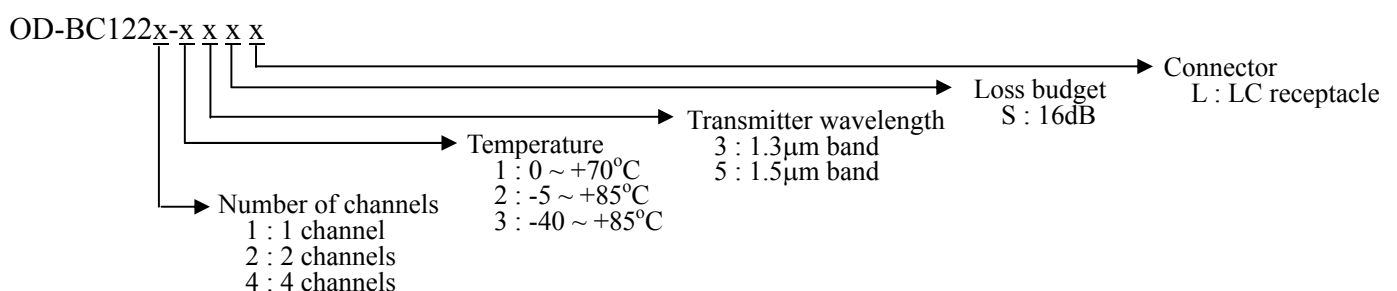 OD-BC122x-x x x x
Connector
L : LC receptacle
Loss budget
S : 16dB
Transmitter wavelength
3 : 1.3μm band
5 : 1.5μm band
Temperature
1 : 0 ~ +70°C
2 : -5 ~ +85°C
3 : -40 ~ +85°C
Number of channels
1 : 1 channel
2 : 2 channels
4 : 4 channels